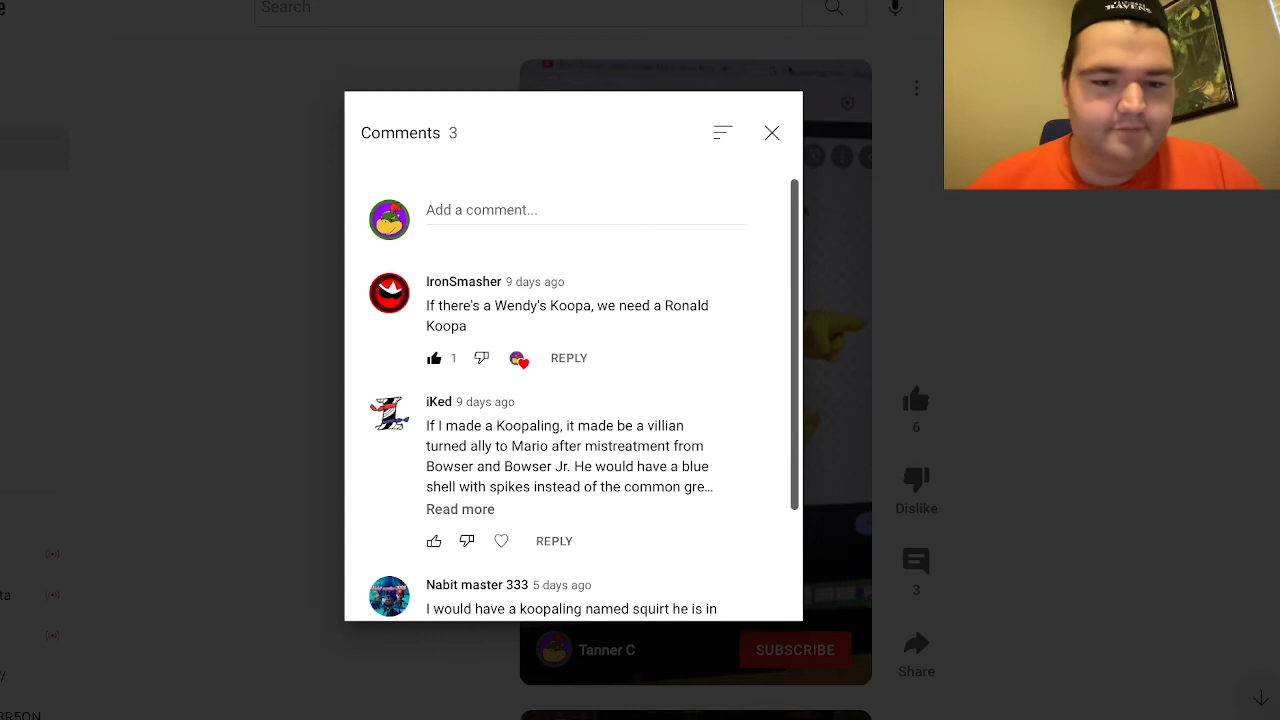 e
Search
RAVENS
Comments 3
Add a comment...
IronSmasher 9 days ago
If there's a Wendy's Koopa, we need a Ronald
Koopa
1 REPLY
iKed 9 days ago
If I made a Koopaling, it made be a villian
turned ally to Mario after mistreatment from
Bowser and Bowser Jr. He would have a blue
shell with spikes instead of the common gre…
Read more
REPLY
Nabit master 333 5 days ago
I would have a koopaling named squirt he is in
6
Dislike
3
Share
Tanner C
SUBSCRIBE
ta
//
3R5ON